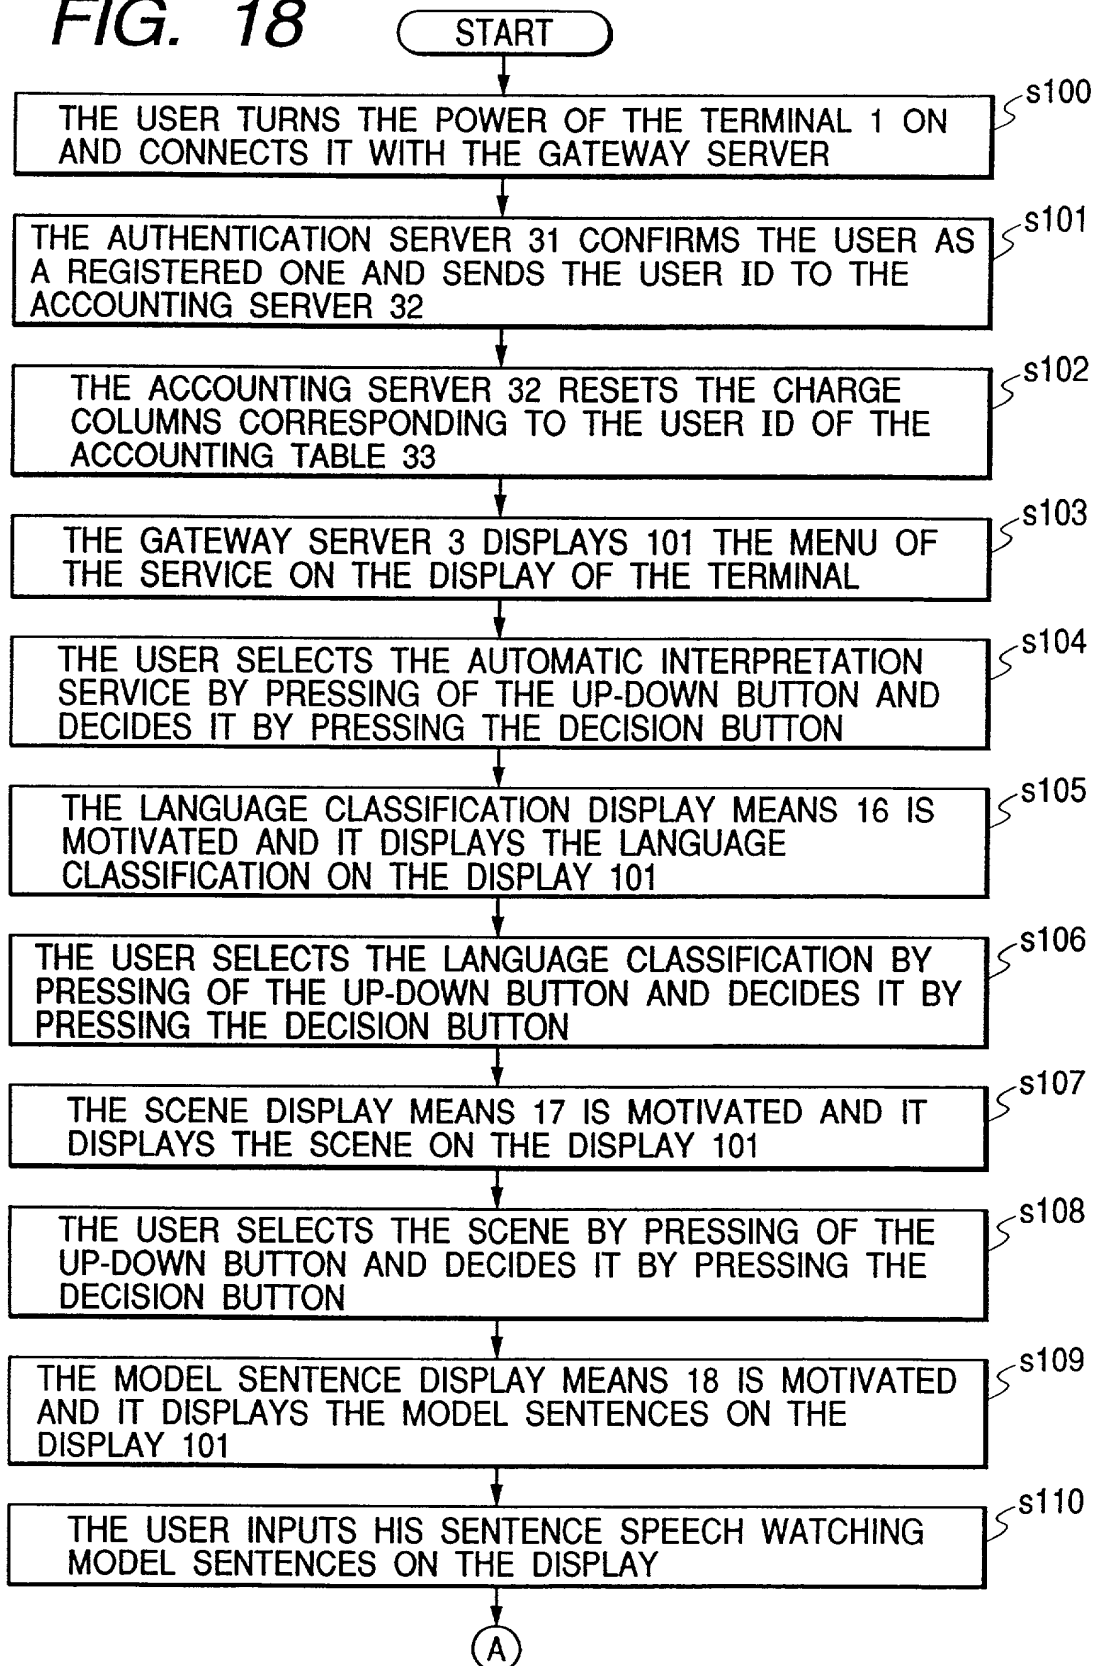 FIG. 18
START
s100
THE USER TURNS THE POWER OF THE TERMINAL 1 ON
AND CONNECTS IT WITH THE GATEWAY SERVER
s101
THE AUTHENTICATION SERVER 31 CONFIRMS THE USER AS
A REGISTERED ONE AND SENDS THE USER ID TO THE
ACCOUNTING SERVER 32
s102
THE ACCOUNTING SERVER 32 RESETS THE CHARGE
COLUMNS CORRESPONDING TO THE USER ID OF THE
ACCOUNTING TABLE 33
s103
THE GATEWAY SERVER 3 DISPLAYS 101 THE MENU OF
THE SERVICE ON THE DISPLAY OF THE TERMINAL
s104
THE USER SELECTS THE AUTOMATIC INTERPRETATION
SERVICE BY PRESSING OF THE UP-DOWN BUTTON AND
DECIDES IT BY PRESSING THE DECISION BUTTON
s105
THE LANGUAGE CLASSIFICATION DISPLAY MEANS 16 IS
MOTIVATED AND IT DISPLAYS THE LANGUAGE
CLASSIFICATION ON THE DISPLAY 101
s106
THE USER SELECTS THE LANGUAGE CLASSIFICATION BY
PRESSING OF THE UP-DOWN BUTTON AND DECIDES IT BY
PRESSING THE DECISION BUTTON
s107
THE SCENE DISPLAY MEANS 17 IS MOTIVATED AND IT
DISPLAYS THE SCENE ON THE DISPLAY 101
s108
THE USER SELECTS THE SCENE BY PRESSING OF THE
UP-DOWN BUTTON AND DECIDES IT BY PRESSING THE
DECISION BUTTON
s109
THE MODEL SENTENCE DISPLAY MEANS 18 IS MOTIVATED
AND IT DISPLAYS THE MODEL SENTENCES ON THE
DISPLAY 101
s110
THE USER INPUTS HIS SENTENCE SPEECH WATCHING
MODEL SENTENCES ON THE DISPLAY
A